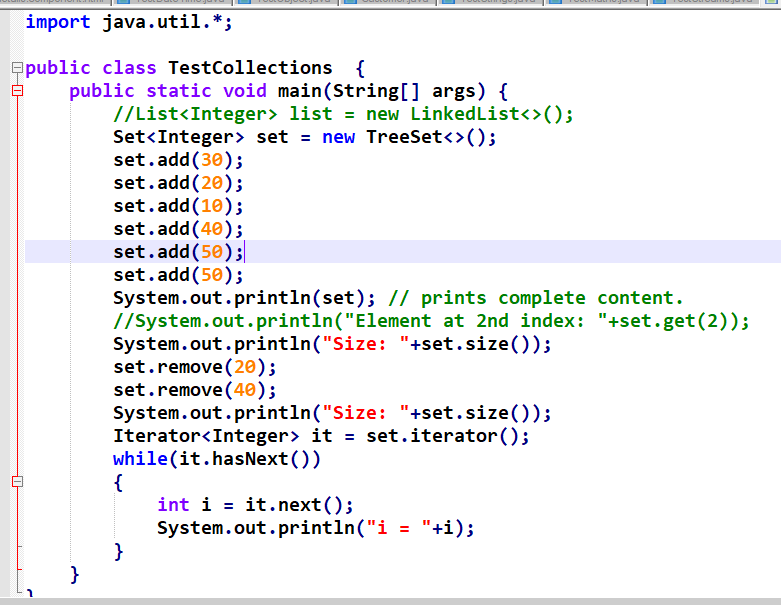 import java.util.*;
public class TestCollections  {
public static void main(String[] args) {
//List<Integer> list = new LinkedList<>();
Set<Integer> set = new TreeSet<>();
set.add(30);
set.add(20);
set.add(10);
set.add(40);
set.add(50);
set.add(50);
System.out.println(set); // prints complete content.
//System.out.println("Element at 2nd index: "+set.get(2));
System.out.println("Size: "+set.size());
set.remove(20);
set.remove(40);
System.out.println("Size: "+set.size());
Iterator<Integer> it = set.iterator();
while(it.hasNext())
{
int i = it.next();
System.out.println("i = "+i);
}
}
}